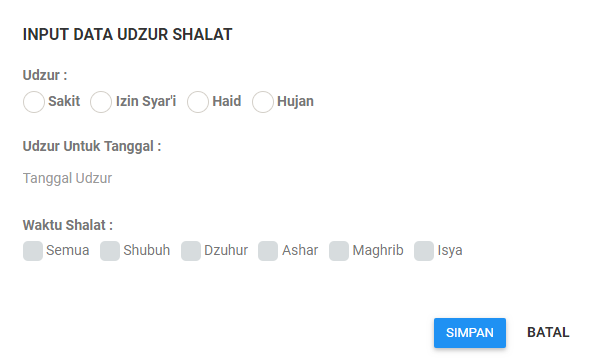 INPUT DATA UDZUR SHALAT
Udzur :
Sakit Izin Syar'i Haid Hujan
Udzur Untuk Tanggal :
Tanggal Udzur
Waktu Shalat :
Semua Shubuh Dzuhur Ashar Maghrib Isya
SIMPAN BATAL